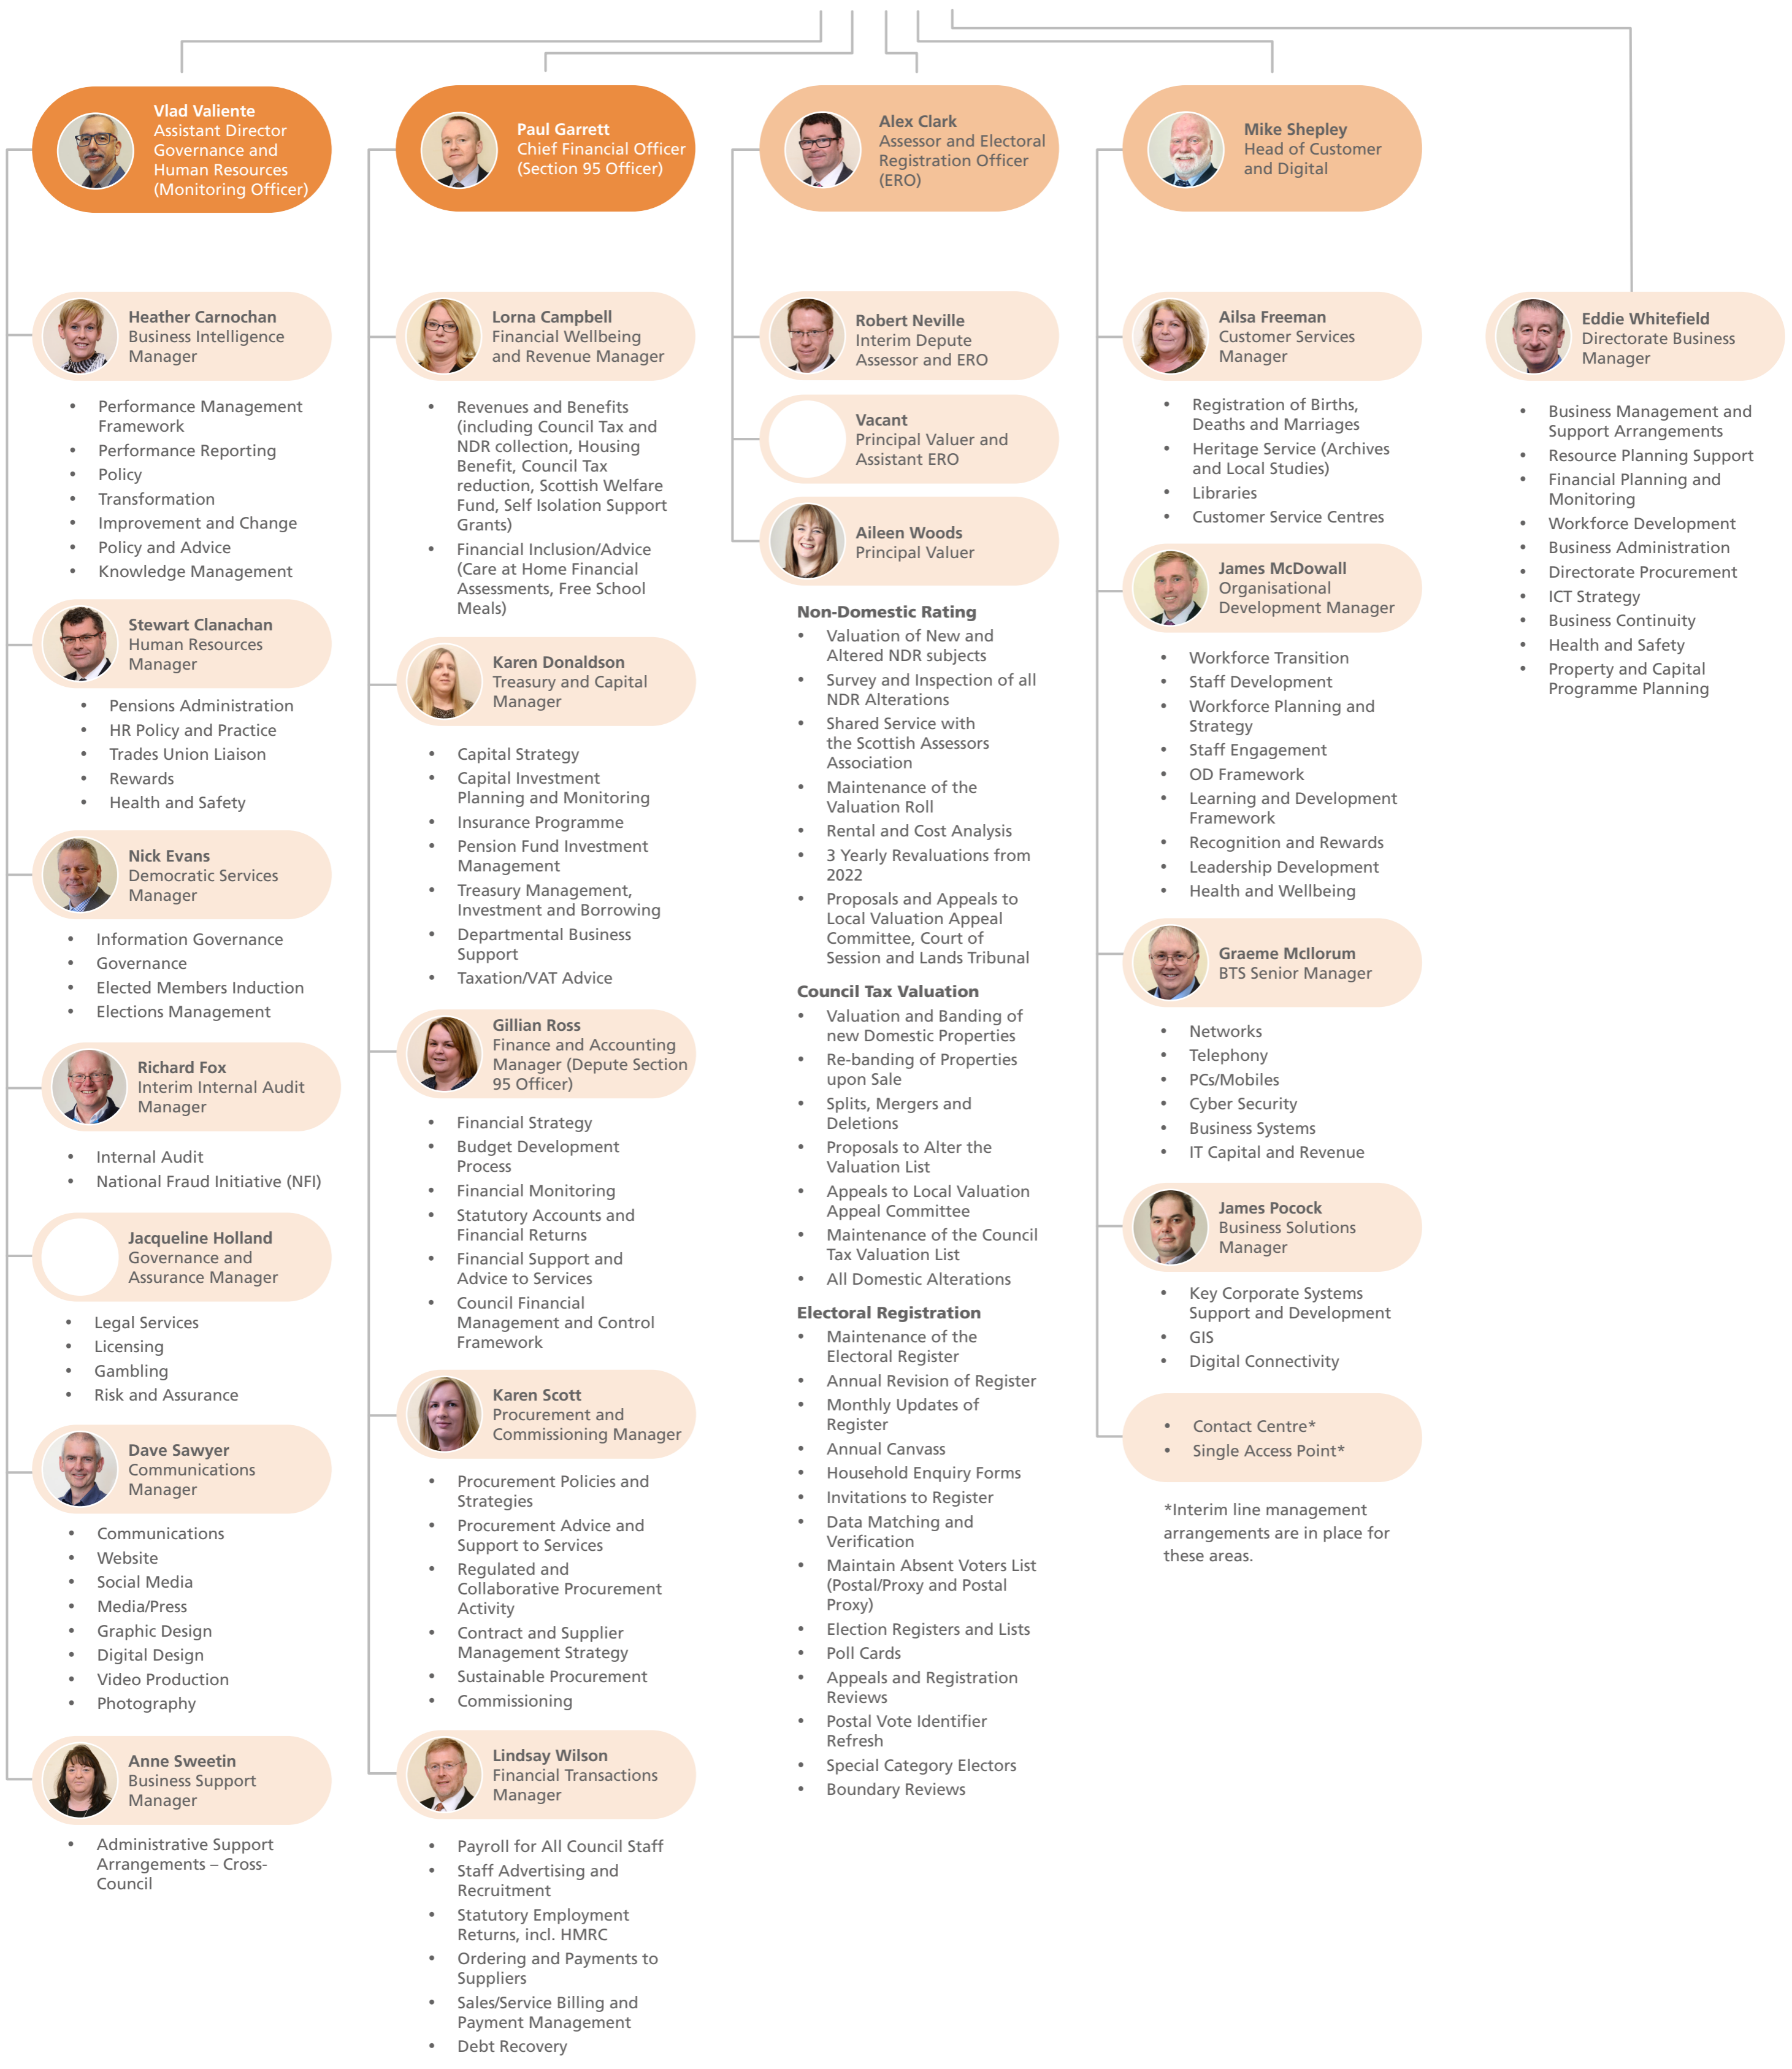 Vlad Valiente
Assistant Director
Governance and
Human Resources
(Monitoring Officer)
Heather Carnochan
Business Intelligence
Manager
• Performance Management
Framework
• Performance Reporting
• Policy
• Transformation
• Improvement and Change
• Policy and Advice
• Knowledge Management
Stewart Clanachan
Human Resources
Manager
• Pensions Administration
• HR Policy and Practice
• Trades Union Liaison
• Rewards
• Health and Safety
Nick Evans
Democratic Services
Manager
• Information Governance
• Governance
• Elected Members Induction
• Elections Management
Richard Fox
Interim Internal Audit
Manager
• Internal Audit
• National Fraud Initiative (NFI)
Jacqueline Holland
Governance and
Assurance Manager
• Legal Services
• Licensing
• Gambling
• Risk and Assurance
Dave Sawyer
Communications
Manager
• Communications
• Website
• Social Media
• Media/Press
• Graphic Design
• Digital Design
• Video Production
• Photography
Anne Sweetin
Business Support
Manager
• Administrative Support
Arrangements – Cross-
Council
Paul Garrett
Chief Financial Officer
(Section 95 Officer)
Lorna Campbell
Financial Wellbeing
and Revenue Manager
• Revenues and Benefits
(including Council Tax and
NDR collection, Housing
Benefit, Council Tax
reduction, Scottish Welfare
Fund, Self Isolation Support
Grants)
• Financial Inclusion/Advice
(Care at Home Financial
Assessments, Free School
Meals)
Karen Donaldson
Treasury and Capital
Manager
• Capital Strategy
• Capital Investment
Planning and Monitoring
• Insurance Programme
• Pension Fund Investment
Management
• Treasury Management,
Investment and Borrowing
• Departmental Business
Support
• Taxation/VAT Advice
Gillian Ross
Finance and Accounting
Manager (Depute Section
95 Officer)
• Financial Strategy
• Budget Development
Process
• Financial Monitoring
• Statutory Accounts and
Financial Returns
• Financial Support and
Advice to Services
• Council Financial
Management and Control
Framework
Karen Scott
Procurement and
Commissioning Manager
• Procurement Policies and
Strategies
• Procurement Advice and
Support to Services
• Regulated and
Collaborative Procurement
Activity
• Contract and Supplier
Management Strategy
• Sustainable Procurement
• Commissioning
Lindsay Wilson
Financial Transactions
Manager
• Payroll for All Council Staff
• Staff Advertising and
Recruitment
• Statutory Employment
Returns, incl. HMRC
• Ordering and Payments to
Suppliers
• Sales/Service Billing and
Payment Management
• Debt Recovery
Alex Clark
Assessor and Electoral
Registration Officer
(ERO)
Robert Neville
Interim Depute
Assessor and ERO
Vacant
Principal Valuer and
Assistant ERO
Aileen Woods
Principal Valuer
Non-Domestic Rating
• Valuation of New and
Altered NDR subjects
• Survey and Inspection of all
NDR Alterations
• Shared Service with
the Scottish Assessors
Association
• Maintenance of the
Valuation Roll
• Rental and Cost Analysis
• 3 Yearly Revaluations from
2022
• Proposals and Appeals to
Local Valuation Appeal
Committee, Court of
Session and Lands Tribunal
Council Tax Valuation
• Valuation and Banding of
new Domestic Properties
• Re-banding of Properties
upon Sale
• Splits, Mergers and
Deletions
• Proposals to Alter the
Valuation List
• Appeals to Local Valuation
Appeal Committee
• Maintenance of the Council
Tax Valuation List
• All Domestic Alterations
Electoral Registration
• Maintenance of the
Electoral Register
• Annual Revision of Register
• Monthly Updates of
Register
• Annual Canvass
• Household Enquiry Forms
• Invitations to Register
• Data Matching and
Verification
• Maintain Absent Voters List
(Postal/Proxy and Postal
Proxy)
• Election Registers and Lists
• Poll Cards
• Appeals and Registration
Reviews
• Postal Vote Identifier
Refresh
• Special Category Electors
• Boundary Reviews
Mike Shepley
Head of Customer
and Digital
Ailsa Freeman
Customer Services
Manager
• Registration of Births,
Deaths and Marriages
• Heritage Service (Archives
and Local Studies)
• Libraries
• Customer Service Centres
James McDowall
Organisational
Development Manager
• Workforce Transition
• Staff Development
• Workforce Planning and
Strategy
• Staff Engagement
• OD Framework
• Learning and Development
Framework
• Recognition and Rewards
• Leadership Development
• Health and Wellbeing
Graeme McIlorum
BTS Senior Manager
• Networks
• Telephony
• PCs/Mobiles
• Cyber Security
• Business Systems
• IT Capital and Revenue
James Pocock
Business Solutions
Manager
• Key Corporate Systems
Support and Development
• GIS
• Digital Connectivity
• Contact Centre*
• Single Access Point*
*Interim line management
arrangements are in place for
these areas.
Eddie Whitefield
Directorate Business
Manager
• Business Management and
Support Arrangements
• Resource Planning Support
• Financial Planning and
Monitoring
• Workforce Development
• Business Administration
• Directorate Procurement
• ICT Strategy
• Business Continuity
• Health and Safety
• Property and Capital
Programme Planning